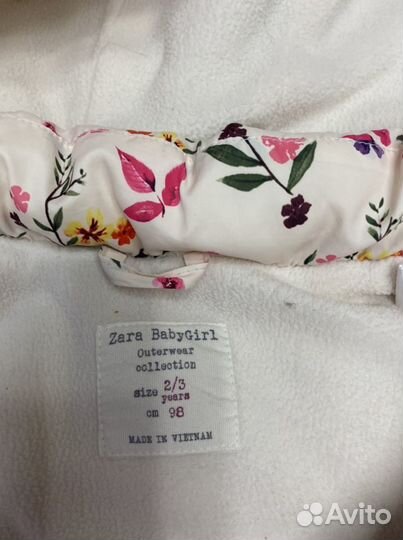 Zara BabyGirl
Outerwear
collection
size 2/3
years
cm 98
MADE IN VIETNAM
Avito